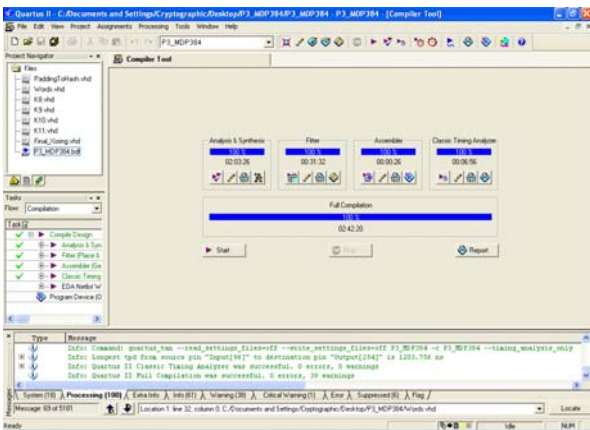 Quartus II - C:/Documents and Settings/Cryptographic/Desktop/P3_MDP384/P3_MDP384 - P3_MDP384 - [Compiler Tool]
File Edit View Project Assignments Processing Tools Window Help
P3_MDP384
Project Navigator
Compiler Tool
Files
PaddingToHash.vhd
Words.vhd
K8.vhd
K9.vhd
K10.vhd
K11.vhd
Final_Xoring.vhd
P3_MDP384.bdf
Analysis & Synthesis
Fitter
Assembler
Classic Timing Analyzer
100 %
100 %
100 %
100 %
02:03:26
00:31:32
00:00:26
00:06:56
Tasks
Flow: Compilation
Full Compilation
100 %
02:42:20
Task
Compile Design
Analysis & Syn
Fitter (Place &
Assembler (Ge
Classic Timing
EDA Netlist W
Program Device (O
Start
Stop
Report
Type Message
Info: Command: quartus_tan --read_settings_files=off --write_settings_files=off P3_MDP384 -c P3_MDP384 --timing_analysis_only
Info: Longest tpd from source pin "Input[96]" to destination pin "Output[254]" is 1203.756 ns
Info: Quartus II Classic Timing Analyzer was successful. 0 errors, 0 warnings
Info: Quartus II Full Compilation was successful. 0 errors, 39 warnings
System (18) Processing (100) Extra Info Info (61) Warning (38) Critical Warning (1) Error Suppressed (6) Flag
Message: 69 of 5181
Location: 1 line 32, column 0, C:/Documents and Settings/Cryptographic/Desktop/P3_MDP384/Words.vhd
Locate
Ready
Idle
NUM